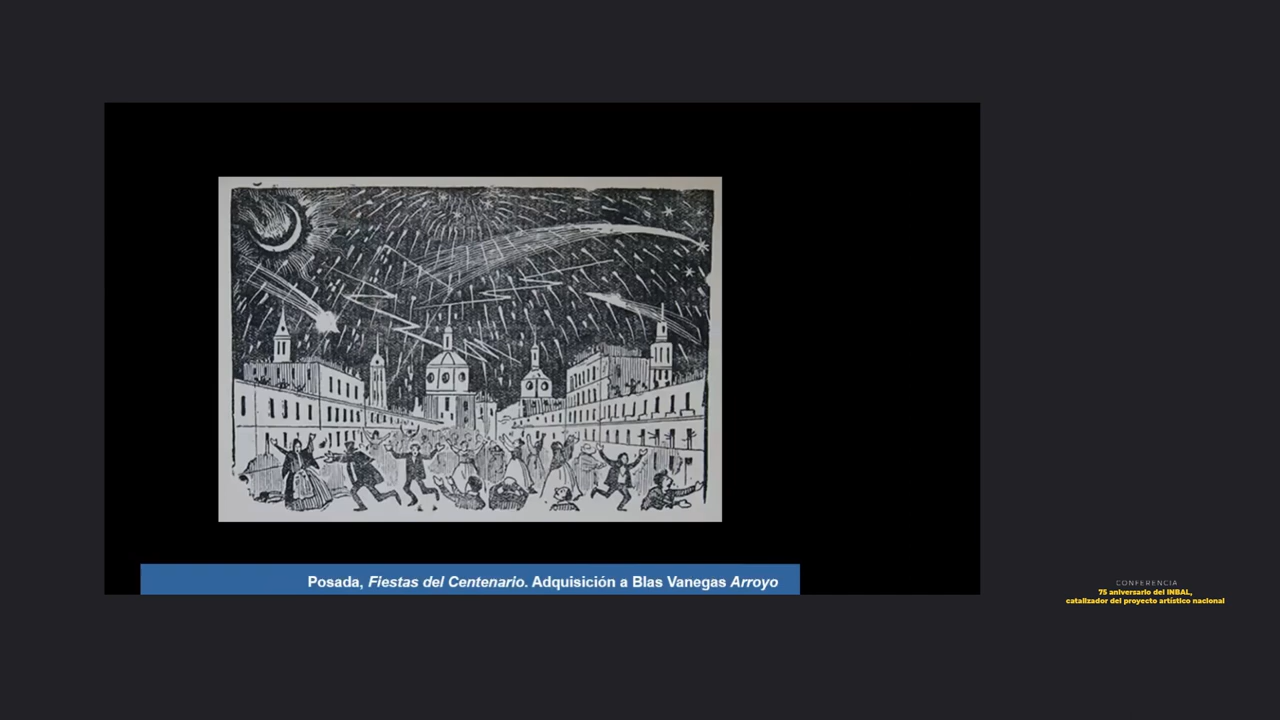 Posada, Fiestas del Centenario. Adquisición a Blas Vanegas Arroyo
CONFERENCIA
75 aniversario del INBAL,
catalizador del proyecto artístico nacional